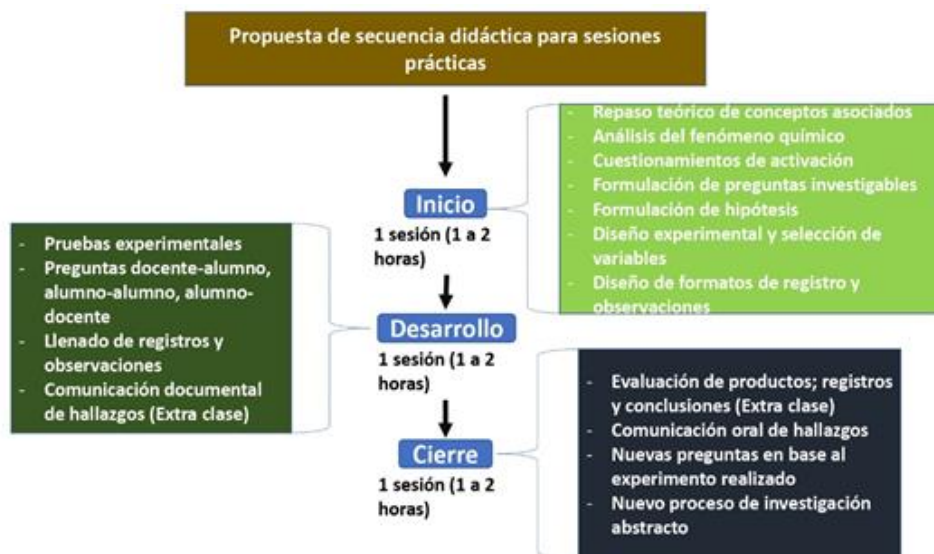 Propuesta de secuencia didáctica para sesiones
prácticas
- Repaso teórico de conceptos asociados
- Análisis del fenómeno químico
- Cuestionamientos de activación
- Formulación de preguntas investigables
- Formulación de hipótesis
- Diseño experimental y selección de
variables
- Diseño de formatos de registro y
observaciones
Inicio
1 sesión (1 a 2
horas)
- Pruebas experimentales
- Preguntas docente-alumno,
alumno-alumno, alumno-
docente
- Llenado de registros y
observaciones
- Comunicación documental
de hallazgos (Extra clase)
Desarrollo
1 sesión (1 a 2
horas)
- Evaluación de productos; registros
y conclusiones (Extra clase)
- Comunicación oral de hallazgos
- Nuevas preguntas en base al
experimento realizado
- Nuevo proceso de investigación
abstracto
Cierre
1 sesión (1 a 2
horas)